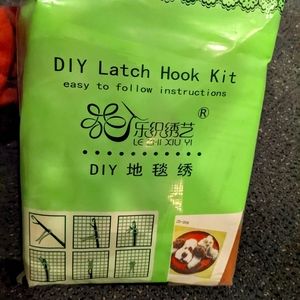 DIY Latch Hook Kit
easy to follow instructions
乐织绣艺®
LE ZHI XIU YI
DIY 地毯绣